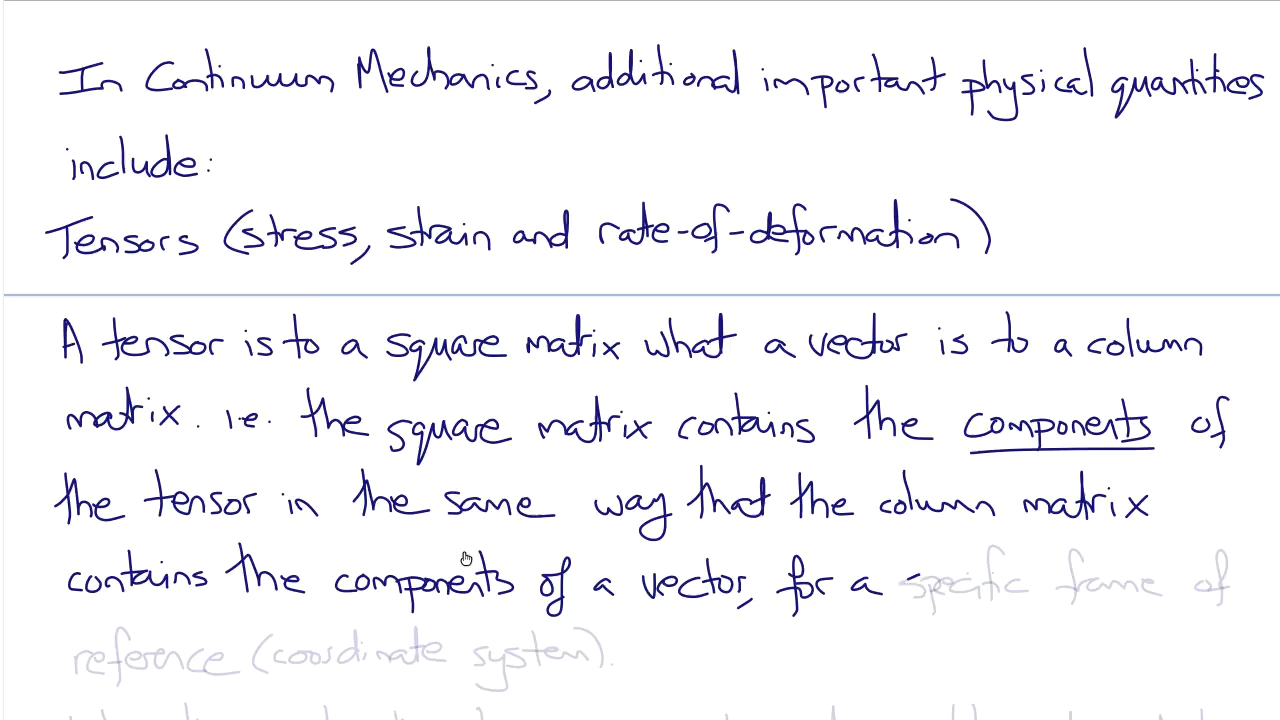 In Continuum Mechanics, additional important physical quantities
include:
Tensors (stress, strain and rate-of-deformation)
A tensor is to a square matrix what a vector is to a column
matrix. i.e. the square matrix contains the components of
the tensor in the same way that the column matrix
contains the components of a vector, for a specific frame of
reference (coordinate system).